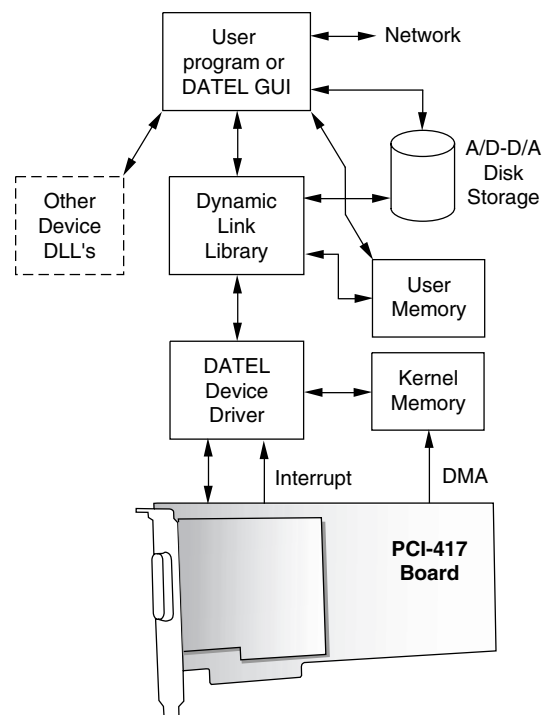 User
program or
DATEL GUI
Network
A/D-D/A
Disk
Storage
Other
Device
DLL's
Dynamic
Link
Library
User
Memory
DATEL
Device
Driver
Kernel
Memory
Interrupt
DMA
PCI-417
Board